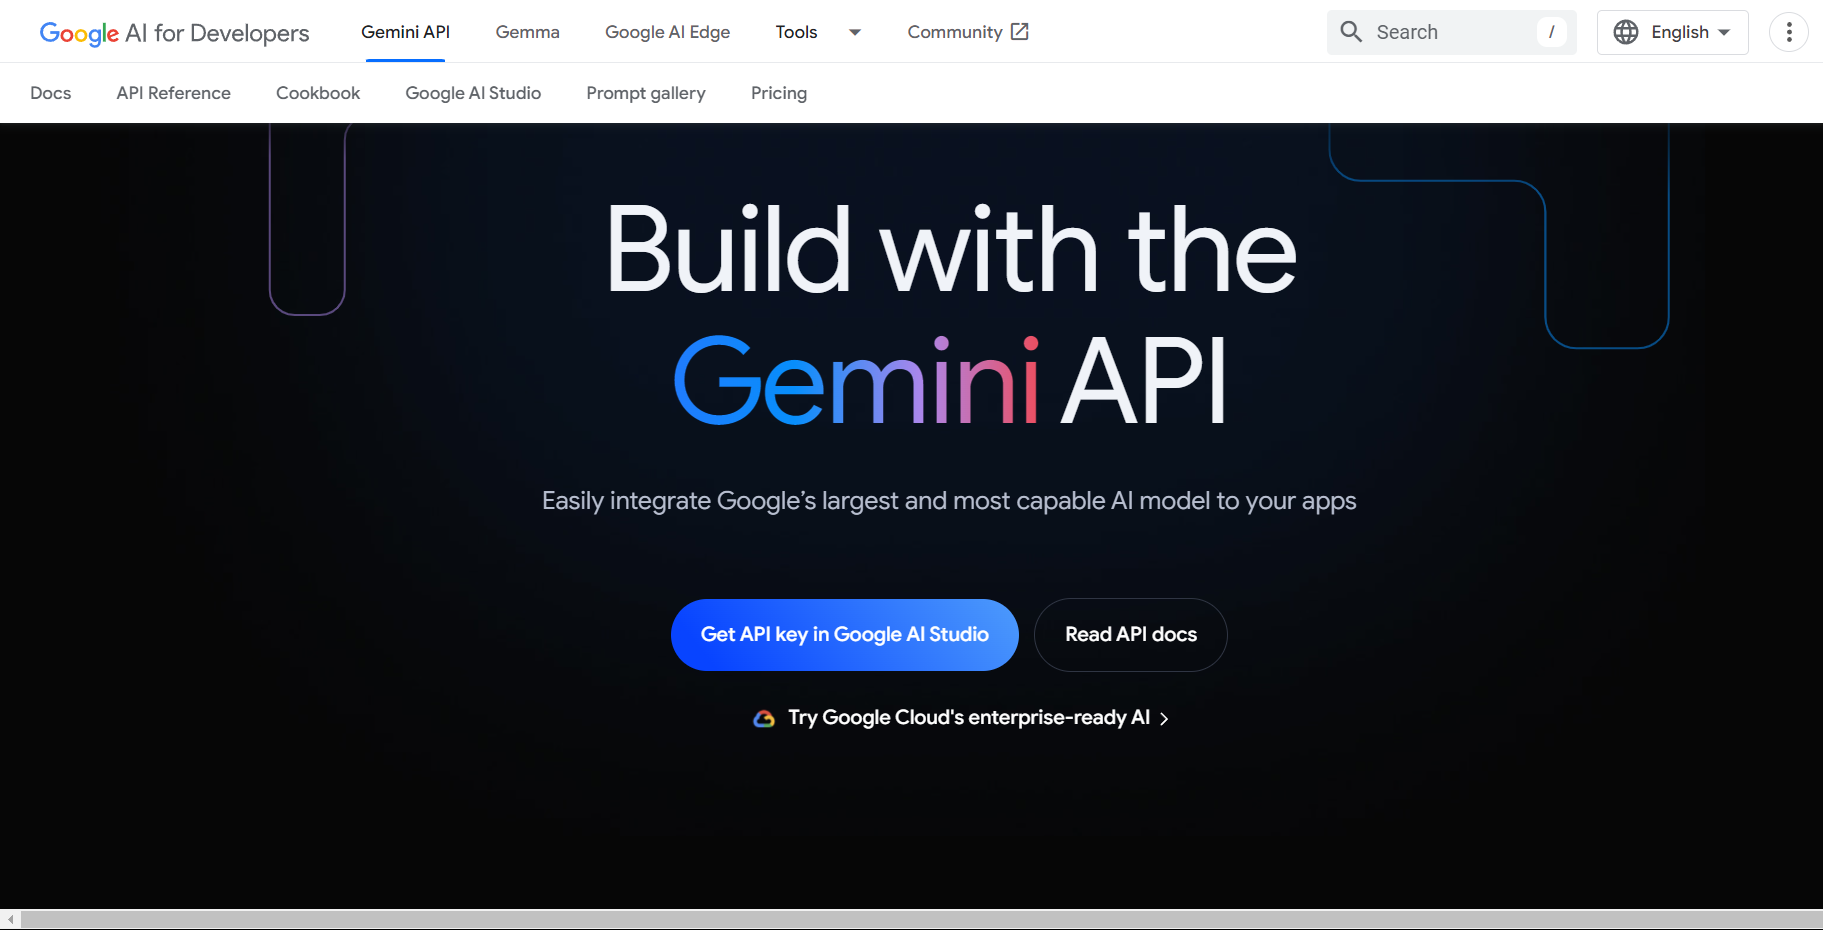 Google AI for Developers
Gemini API
Gemma
Google AI Edge
Tools
Community
Search
/
English
Docs
API Reference
Cookbook
Google AI Studio
Prompt gallery
Pricing
Build with the
Gemini API
Easily integrate Google’s largest and most capable AI model to your apps
Get API key in Google AI Studio
Read API docs
Try Google Cloud's enterprise-ready AI